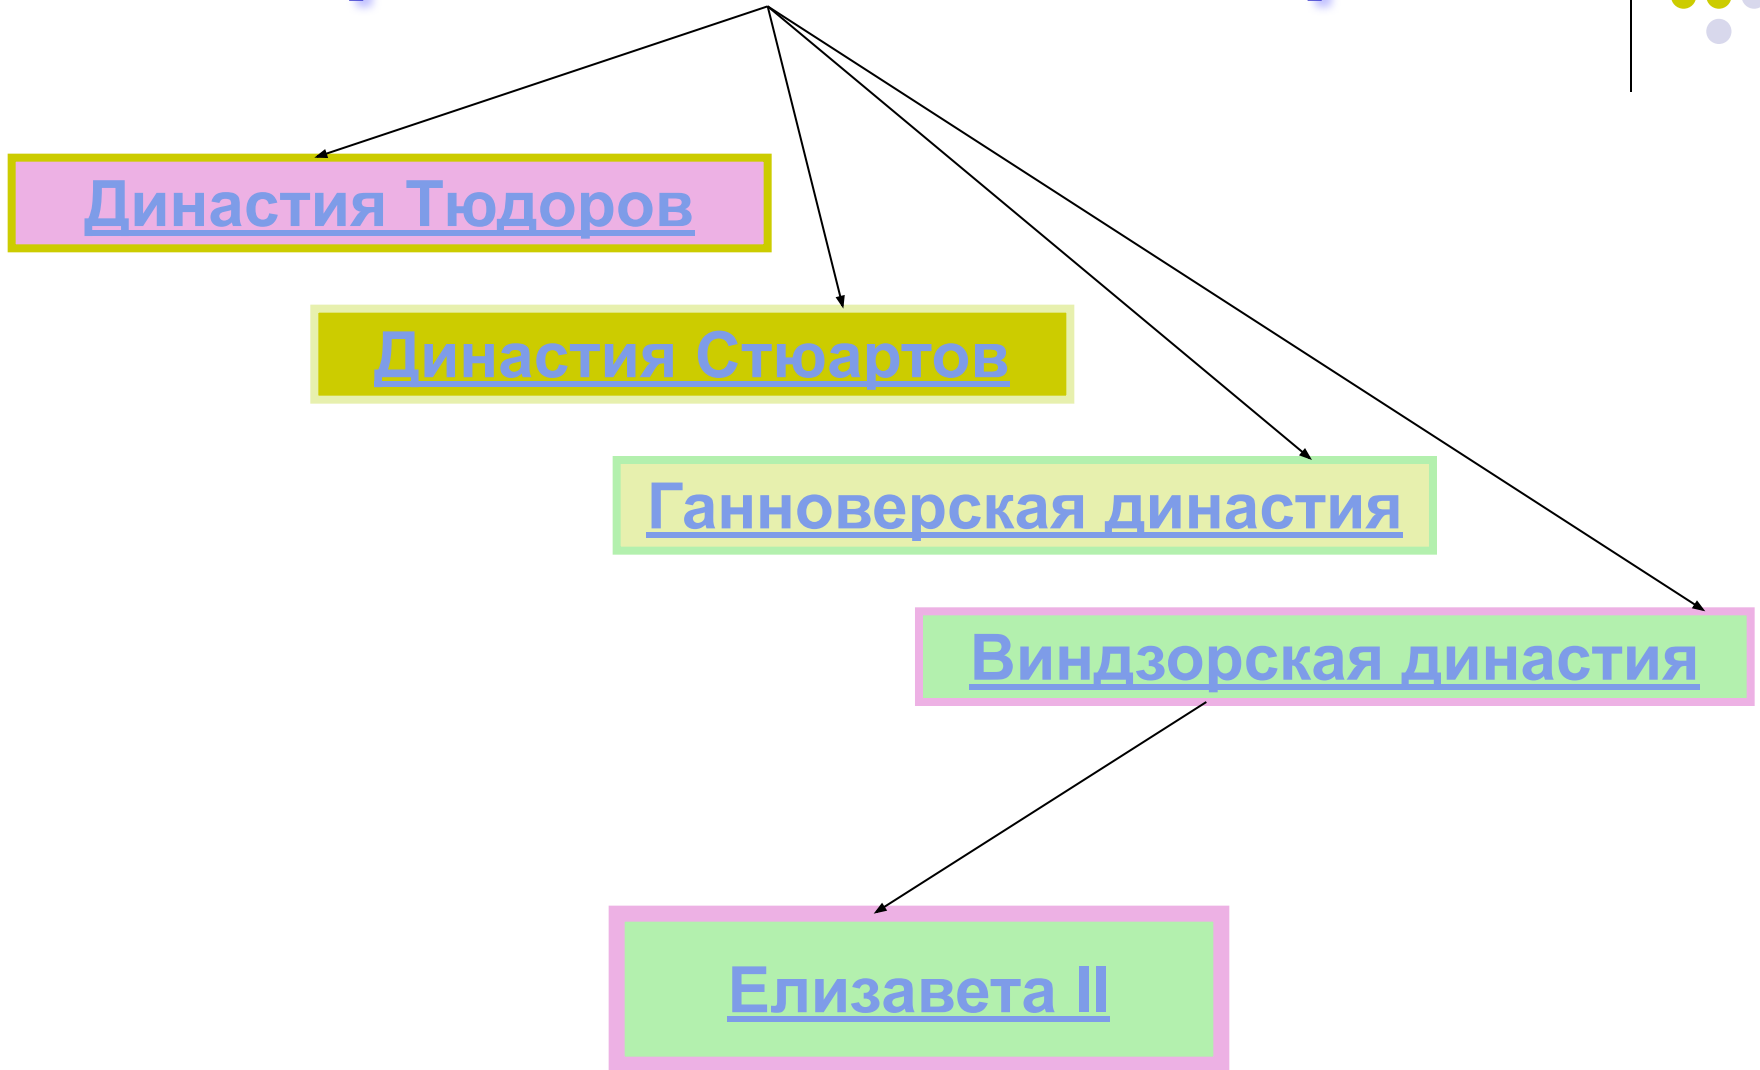 Династия Тюдоров
Династия Стюартов
Ганноверская династия
Виндзорская династия
Елизавета II